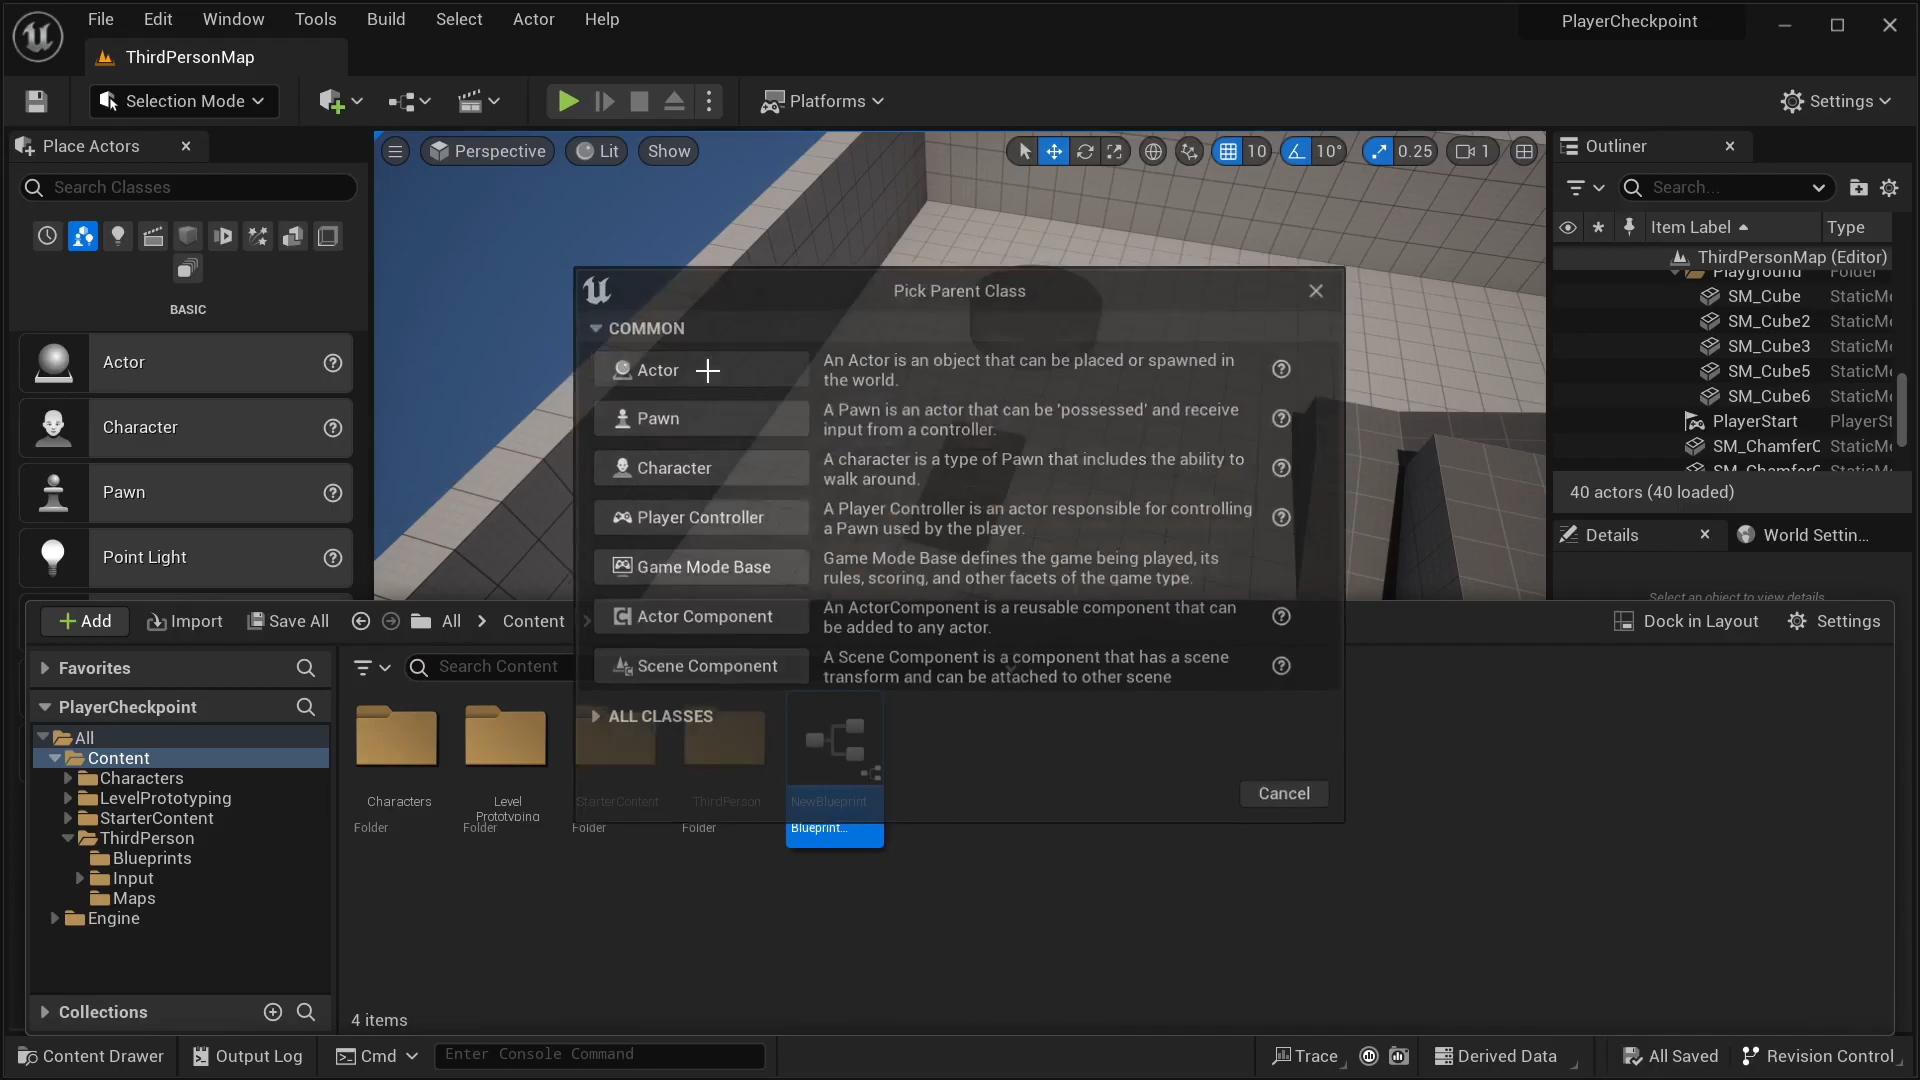 File Edit Window Tools Build Select Actor Help
PlayerCheckpoint
ThirdPersonMap
Selection Mode
Platforms
Settings
Place Actors
Perspective
Lit
Show
10
10°
0.25
1
Outliner
Search Classes
Search...
Item Label
Type
BASIC
ThirdPersonMap (Editor)
Playground Folder
SM_Cube StaticMe
SM_Cube2 StaticMe
SM_Cube3 StaticMe
SM_Cube5 StaticMe
SM_Cube6 StaticMe
PlayerStart PlayerSt
SM_ChamferC StaticMe
40 actors (40 loaded)
Details
World Settin...
Select an object to view details.
Actor
Character
Pawn
Point Light
Pick Parent Class
COMMON
Actor
An Actor is an object that can be placed or spawned in
the world.
Pawn
A Pawn is an actor that can be 'possessed' and receive
input from a controller.
Character
A character is a type of Pawn that includes the ability to
walk around.
Player Controller
A Player Controller is an actor responsible for controlling
a Pawn used by the player.
Game Mode Base
Game Mode Base defines the game being played, its
rules, scoring, and other facets of the game type.
Actor Component
An ActorComponent is a reusable component that can
be added to any actor.
Scene Component
A Scene Component is a component that has a scene
transform and can be attached to other scene
ALL CLASSES
Cancel
Add
Import
Save All
All
Content
Dock in Layout
Settings
Favorites
Search Content
PlayerCheckpoint
All
Content
Characters
LevelPrototyping
StarterContent
ThirdPerson
Blueprints
Input
Maps
Engine
Collections
Characters
Folder
Level
Prototyping
Folder
StarterContent
Folder
ThirdPerson
Folder
NewBlueprint
Blueprint...
4 items
Content Drawer
Output Log
Cmd
Enter Console Command
Trace
Derived Data
All Saved
Revision Control